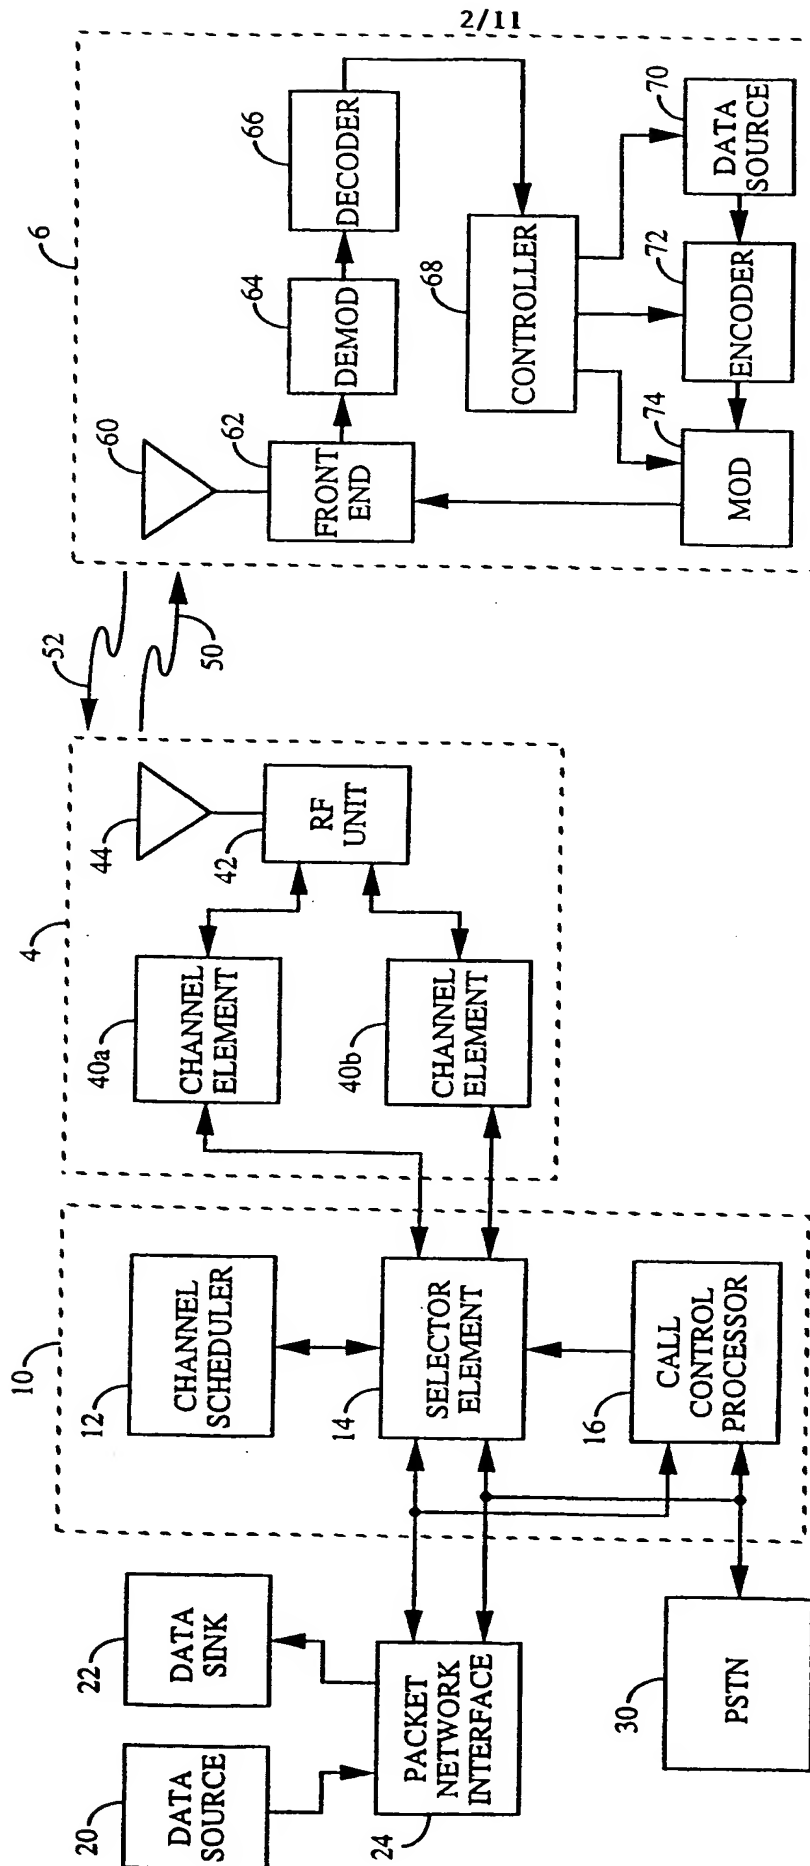 2/11
20
DATA
SOURCE
22
DATA
SINK
24
PACKET
NETWORK
INTERFACE
30
PSTN
10
12
CHANNEL
SCHEDULER
14
SELECTOR
ELEMENT
16
CALL
CONTROL
PROCESSOR
4
40a
CHANNEL
ELEMENT
40b
CHANNEL
ELEMENT
44
42
RF
UNIT
52
50
6
60
62
FRONT
END
64
DEMOD
66
DECODER
68
CONTROLLER
70
DATA
SOURCE
72
ENCODER
74
MOD